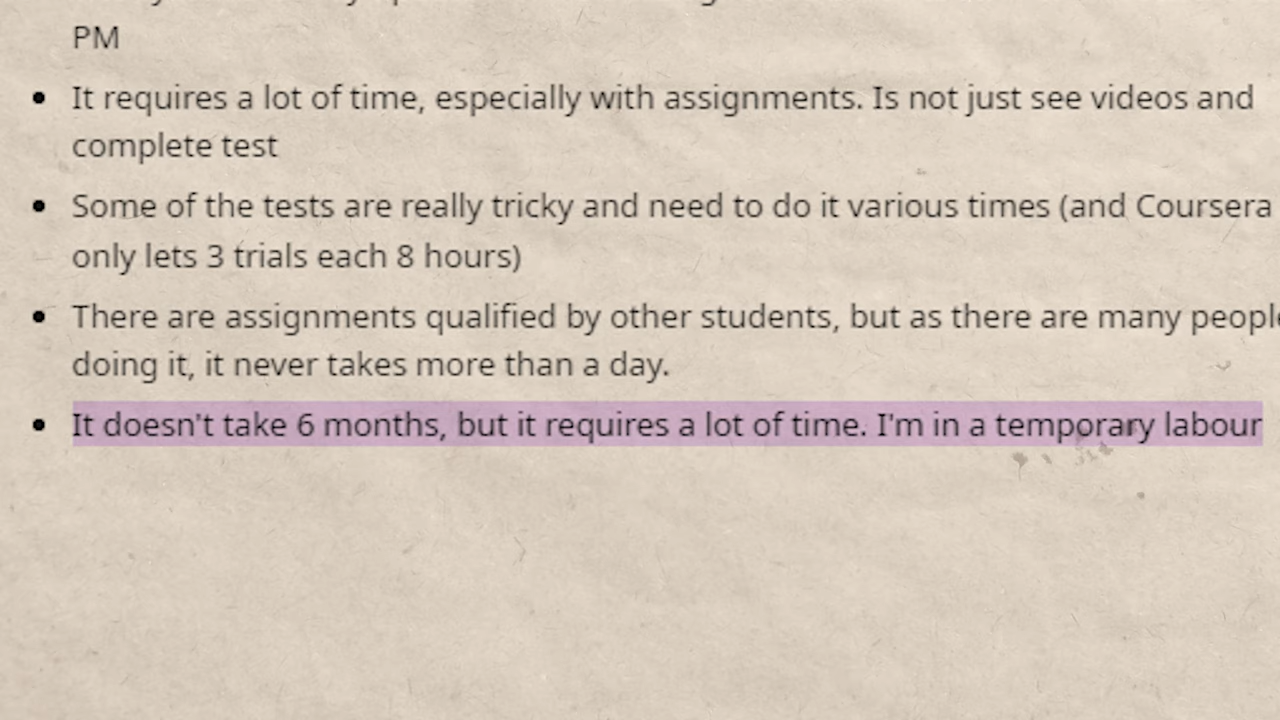 PM
It requires a lot of time, especially with assignments. Is not just see videos and
complete test
Some of the tests are really tricky and need to do it various times (and Coursera
only lets 3 trials each 8 hours)
There are assignments qualified by other students, but as there are many people
doing it, it never takes more than a day.
It doesn't take 6 months, but it requires a lot of time. I'm in a temporary labour